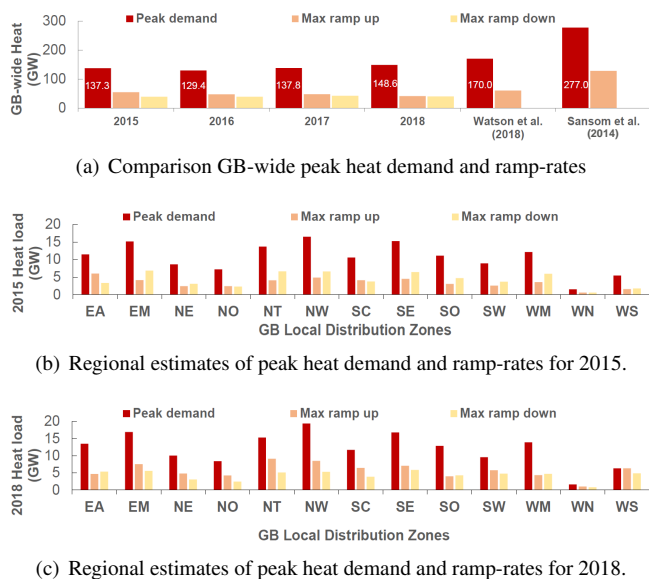 Peak demand Max ramp up Max ramp down
GB-wide Heat
(GW)
300
200
100
0
137.3 129.4 137.8 148.6 170.0 277.0
2015 2016 2017 2018 Watson et al. Sansom et al.
(2018) (2014)
(a) Comparison GB-wide peak heat demand and ramp-rates
Peak demand Max ramp up Max ramp down
2015 Heat load
(GW)
20
15
10
5
0
EA EM NE NO NT NW SC SE SO SW WM WN WS
GB Local Distribution Zones
(b) Regional estimates of peak heat demand and ramp-rates for 2015.
Peak demand Max ramp up Max ramp down
2018 Heat load
(GW)
20
15
10
5
0
EA EM NE NO NT NW SC SE SO SW WM WN WS
GB Local Distribution Zones
(c) Regional estimates of peak heat demand and ramp-rates for 2018.